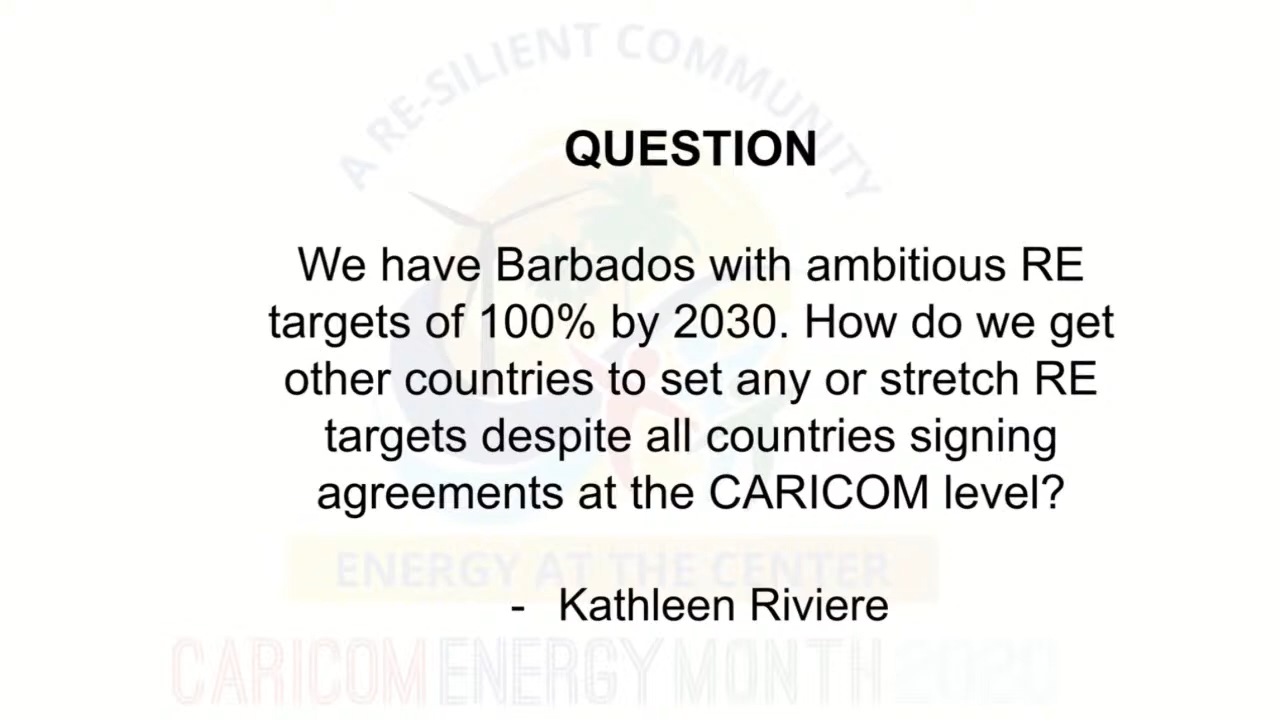 A RE-SILIENT COMMUNITY
QUESTION
We have Barbados with ambitious RE
targets of 100% by 2030. How do we get
other countries to set any or stretch RE
targets despite all countries signing
agreements at the CARICOM level?
ENERGY AT THE CENTER
- Kathleen Riviere
CARICOM ENERGY MONTH 2020